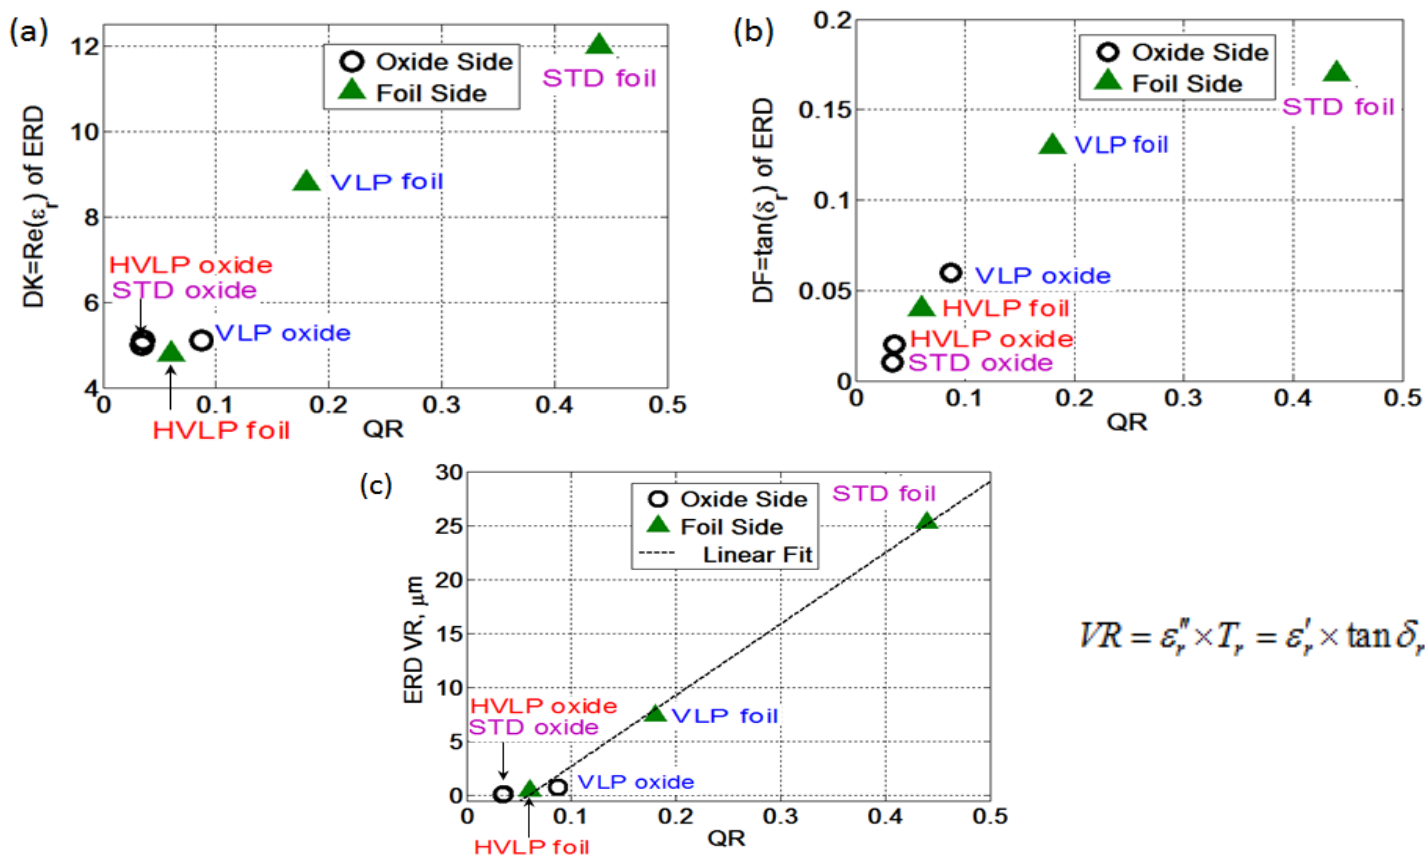 (a)
DK=Re(εr) of ERD
12
10
8
6
4
Oxide Side
Foil Side
STD foil
VLP foil
HVLP oxide
STD oxide
VLP oxide
0 0.1 0.2 0.3 0.4 0.5
HVLP foil
QR
(b)
DF=tan(δr) of ERD
0.2
0.15
0.1
0.05
0
Oxide Side
Foil Side
STD foil
VLP foil
VLP oxide
HVLP foil
HVLP oxide
STD oxide
0.1 0.2 0.3 0.4 0.5
QR
(c)
ERD VR, μm
30
25
20
15
10
5
0
Oxide Side
Foil Side
Linear Fit
STD foil
HVLP oxide
STD oxide
VLP foil
VLP oxide
0 0.1 0.2 0.3 0.4 0.5
QR
HVLP foil
VR = εr″ × Tr = εr′ × tan δr